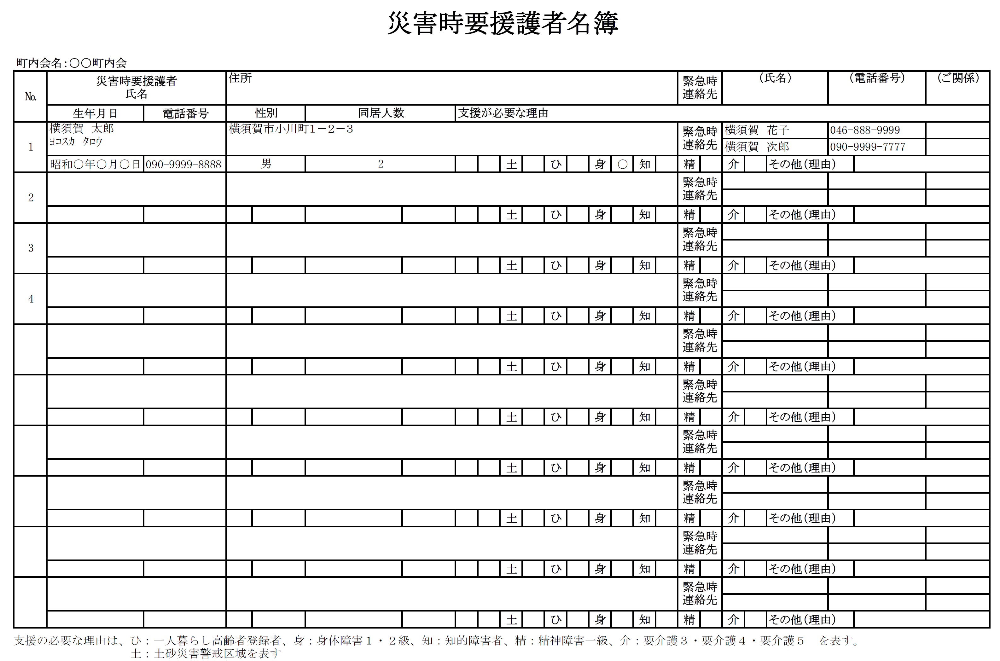 災害時要援護者名簿
町内会名：〇〇町内会
№ 災害時要援護者 氏名 住所 緊急時 連絡先 （氏名） （電話番号） （ご関係）
生年月日 電話番号 性別 同居人数 支援が必要な理由
1 横須賀　太郎 横須賀市小川町1－2－3 緊急時 連絡先 横須賀　花子 046-888-9999
ﾖｺｽｶ　ﾀﾛｳ 横須賀　次郎 090-9999-7777
昭和〇年〇月〇日 090-9999-8888 男 2 土 ひ 身 〇 知 精 介 その他（理由）
2 緊急時 連絡先
土 ひ 身 知 精 介 その他（理由）
3 緊急時 連絡先
土 ひ 身 知 精 介 その他（理由）
4 緊急時 連絡先
土 ひ 身 知 精 介 その他（理由）
緊急時 連絡先
土 ひ 身 知 精 介 その他（理由）
緊急時 連絡先
土 ひ 身 知 精 介 その他（理由）
緊急時 連絡先
土 ひ 身 知 精 介 その他（理由）
緊急時 連絡先
土 ひ 身 知 精 介 その他（理由）
緊急時 連絡先
土 ひ 身 知 精 介 その他（理由）
緊急時 連絡先
土 ひ 身 知 精 介 その他（理由）
支援の必要な理由は、ひ：一人暮らし高齢者登録者、身：身体障害１・２級、知：知的障害者、精：精神障害一級、介：要介護３・要介護４・要介護５　を表す。
土：土砂災害警戒区域を表す